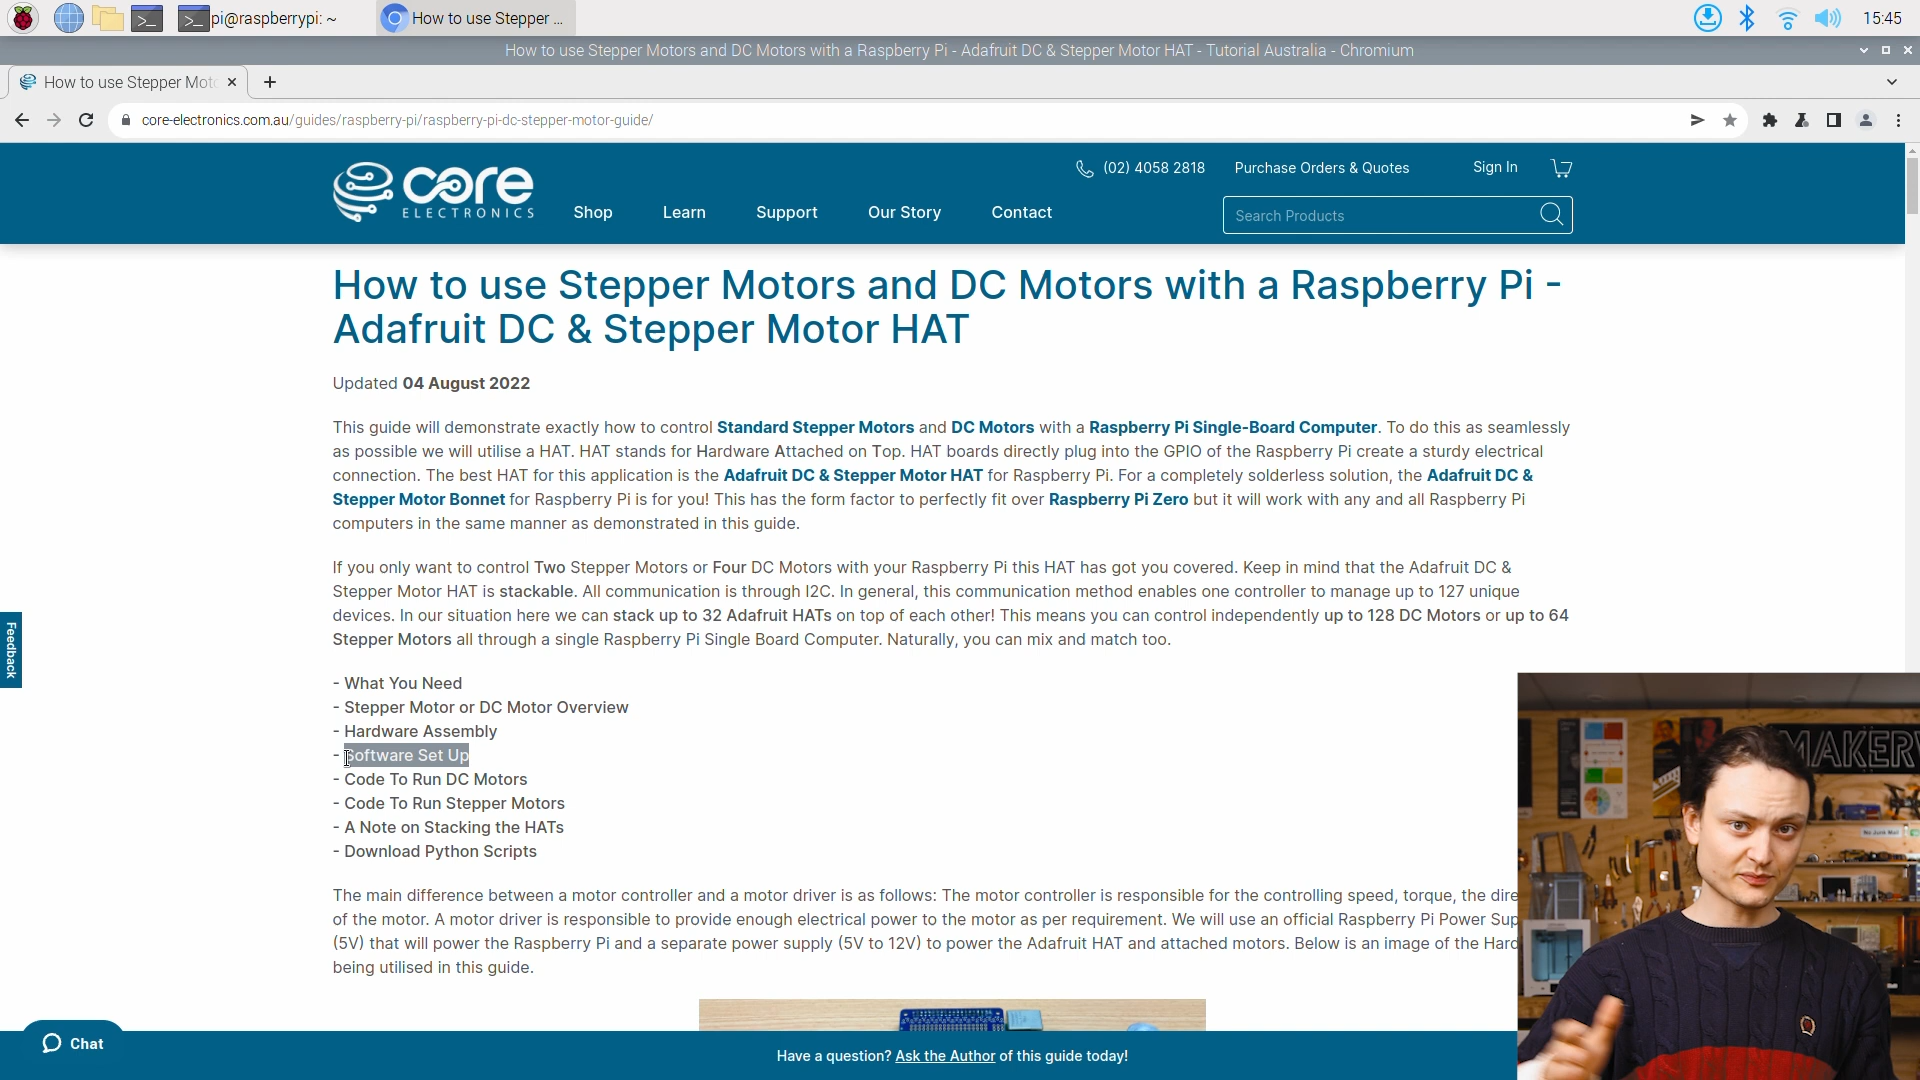 pi@raspberrypi: ~
How to use Stepper ...
15:45
How to use Stepper Motors and DC Motors with a Raspberry Pi - Adafruit DC & Stepper Motor HAT - Tutorial Australia - Chromium
How to use Stepper Moto
core-electronics.com.au/guides/raspberry-pi/raspberry-pi-dc-stepper-motor-guide/
core
ELECTRONICS
(02) 4058 2818
Purchase Orders & Quotes
Sign In
Shop
Learn
Support
Our Story
Contact
Search Products
How to use Stepper Motors and DC Motors with a Raspberry Pi -
Adafruit DC & Stepper Motor HAT
Updated 04 August 2022
This guide will demonstrate exactly how to control Standard Stepper Motors and DC Motors with a Raspberry Pi Single-Board Computer. To do this as seamlessly
as possible we will utilise a HAT. HAT stands for Hardware Attached on Top. HAT boards directly plug into the GPIO of the Raspberry Pi create a sturdy electrical
connection. The best HAT for this application is the Adafruit DC & Stepper Motor HAT for Raspberry Pi. For a completely solderless solution, the Adafruit DC &
Stepper Motor Bonnet for Raspberry Pi is for you! This has the form factor to perfectly fit over Raspberry Pi Zero but it will work with any and all Raspberry Pi
computers in the same manner as demonstrated in this guide.
If you only want to control Two Stepper Motors or Four DC Motors with your Raspberry Pi this HAT has got you covered. Keep in mind that the Adafruit DC &
Stepper Motor HAT is stackable. All communication is through I2C. In general, this communication method enables one controller to manage up to 127 unique
devices. In our situation here we can stack up to 32 Adafruit HATs on top of each other! This means you can control independently up to 128 DC Motors or up to 64
Stepper Motors all through a single Raspberry Pi Single Board Computer. Naturally, you can mix and match too.
Feedback
- What You Need
- Stepper Motor or DC Motor Overview
- Hardware Assembly
- Software Set Up
- Code To Run DC Motors
- Code To Run Stepper Motors
- A Note on Stacking the HATs
- Download Python Scripts
The main difference between a motor controller and a motor driver is as follows: The motor controller is responsible for the controlling speed, torque, the dire
of the motor. A motor driver is responsible to provide enough electrical power to the motor as per requirement. We will use an official Raspberry Pi Power Sup
(5V) that will power the Raspberry Pi and a separate power supply (5V to 12V) to power the Adafruit HAT and attached motors. Below is an image of the Hard
being utilised in this guide.
MAKERV
No Junk Mail
Chat
Have a question? Ask the Author of this guide today!